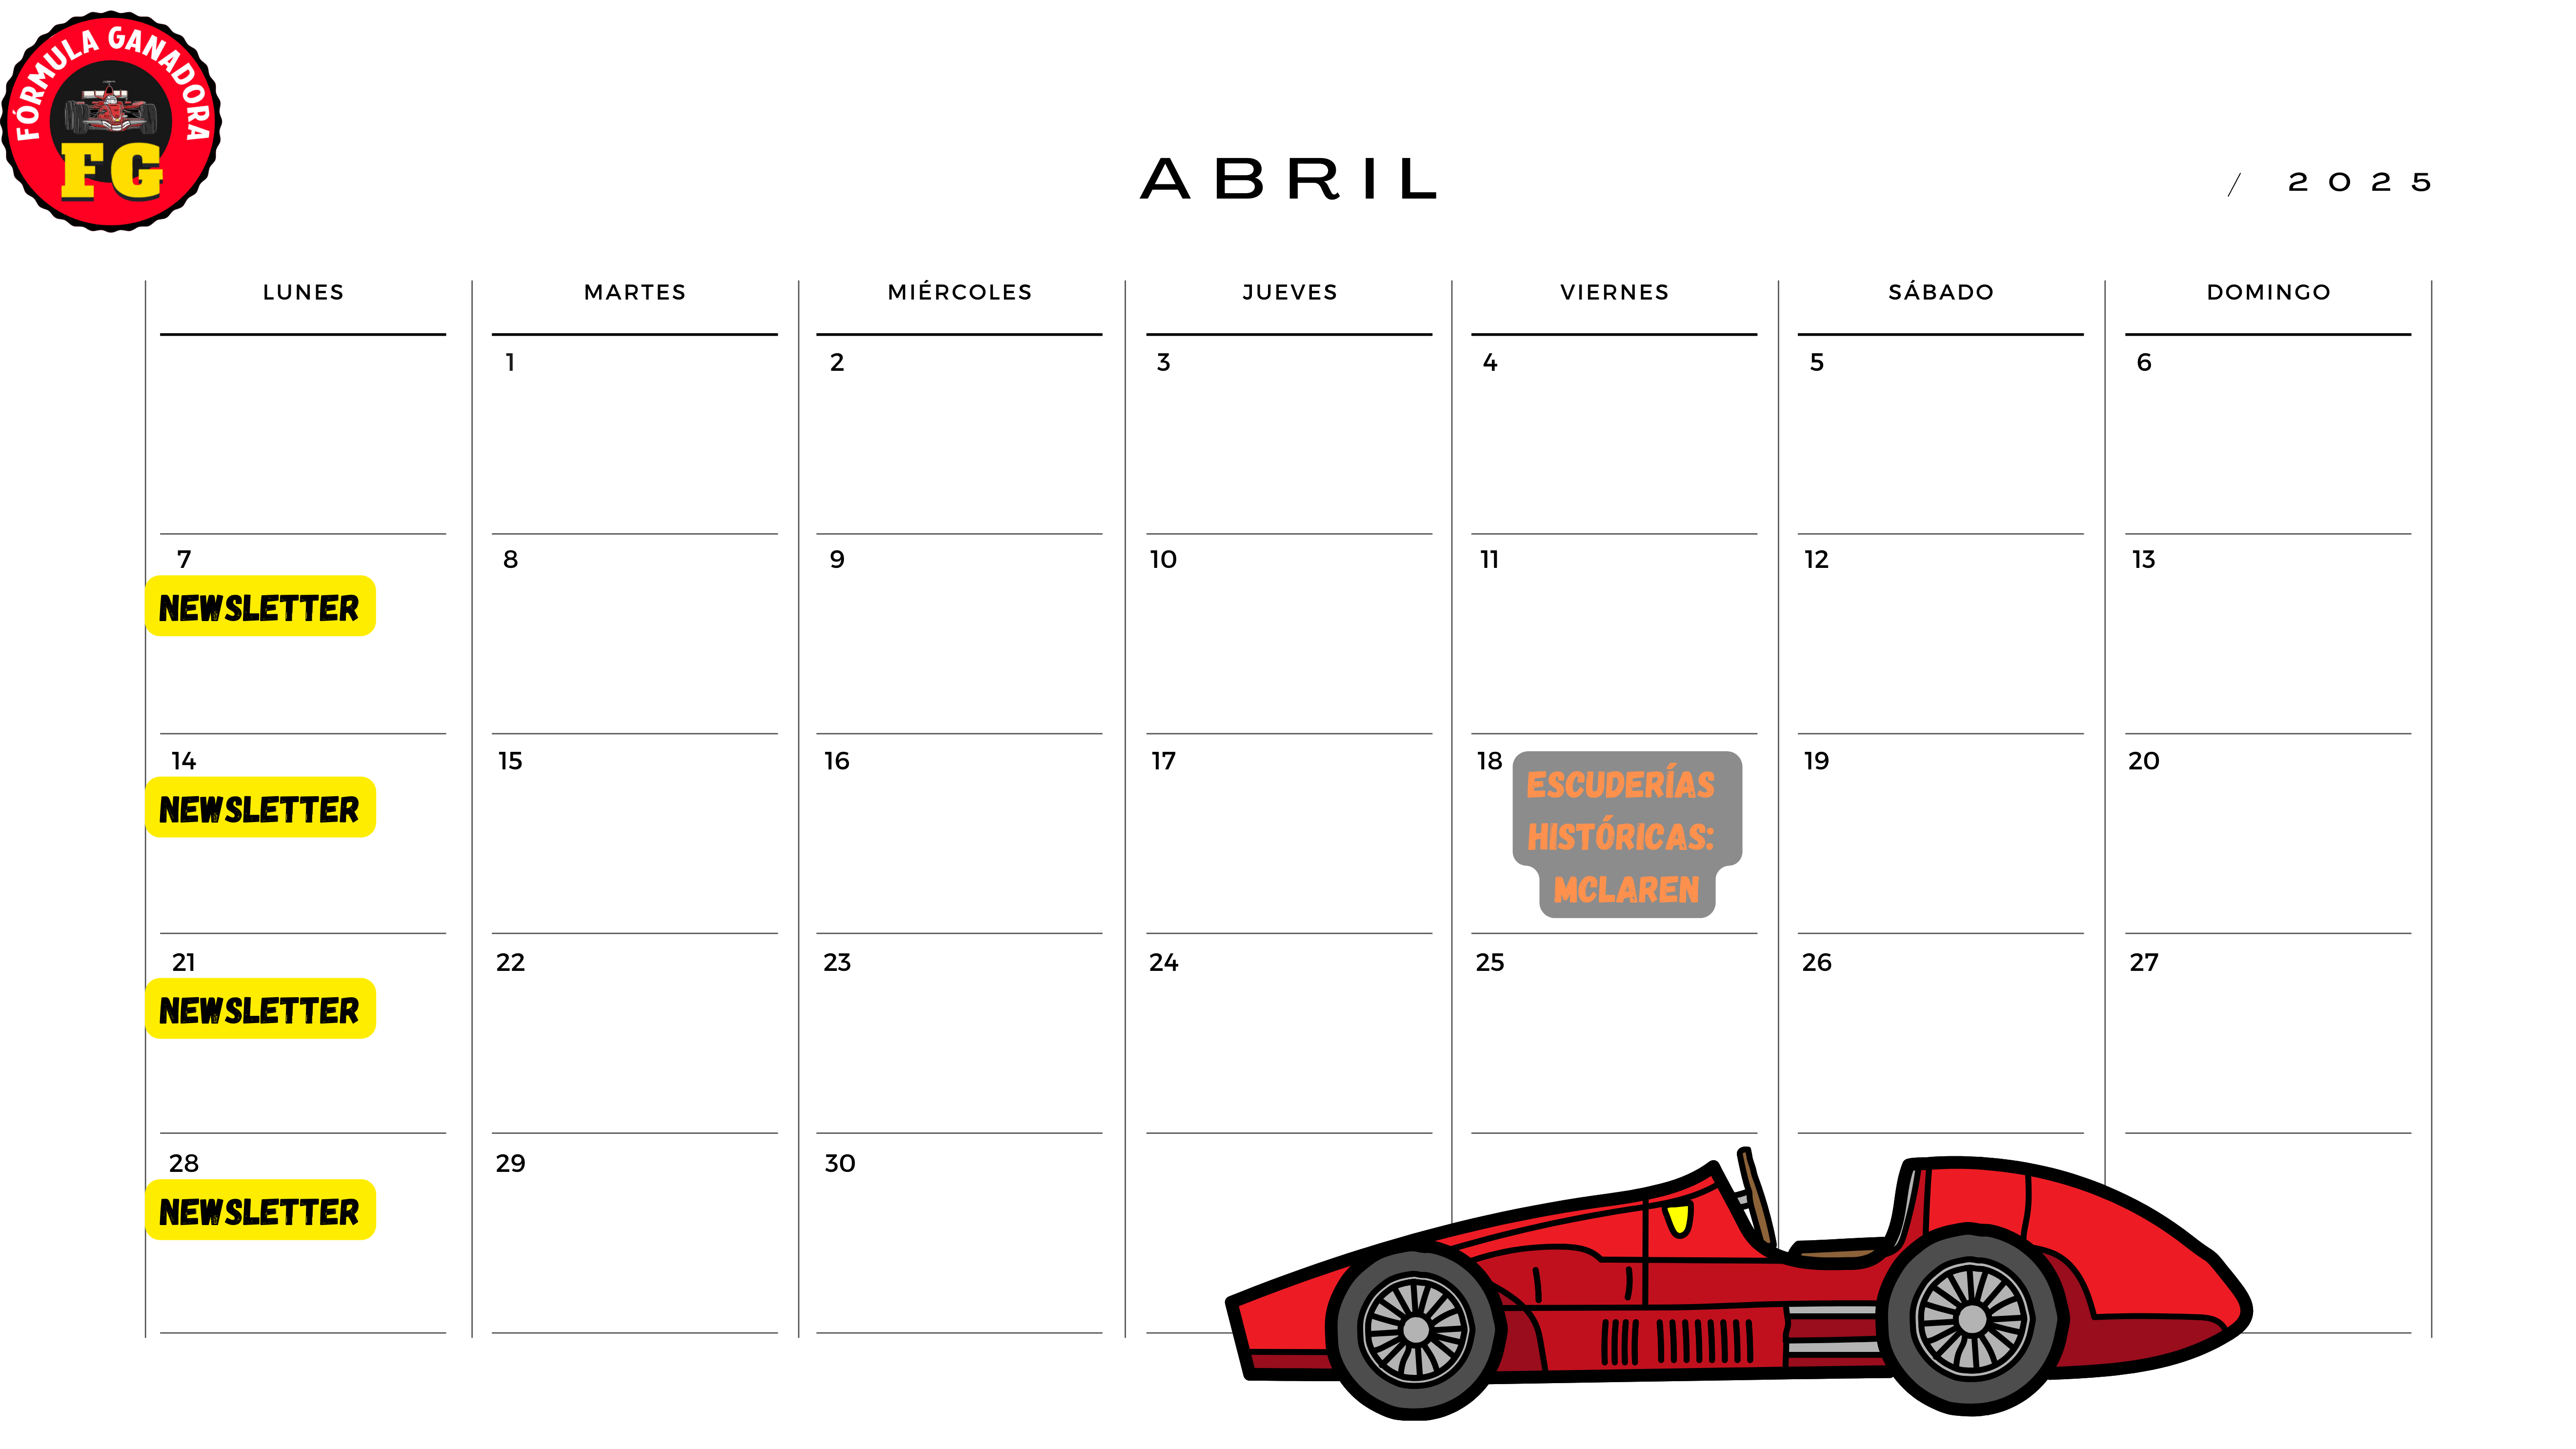 FÓRMULA GANADORA
FG
ABRIL
/ 2025
LUNES MARTES MIÉRCOLES JUEVES VIERNES SÁBADO DOMINGO
1 2 3 4 5 6
7 8 9 10 11 12 13
NEWSLETTER
14 15 16 17 18 19 20
NEWSLETTER
ESCUDERÍAS
HISTÓRICAS:
MCLAREN
21 22 23 24 25 26 27
NEWSLETTER
28 29 30
NEWSLETTER